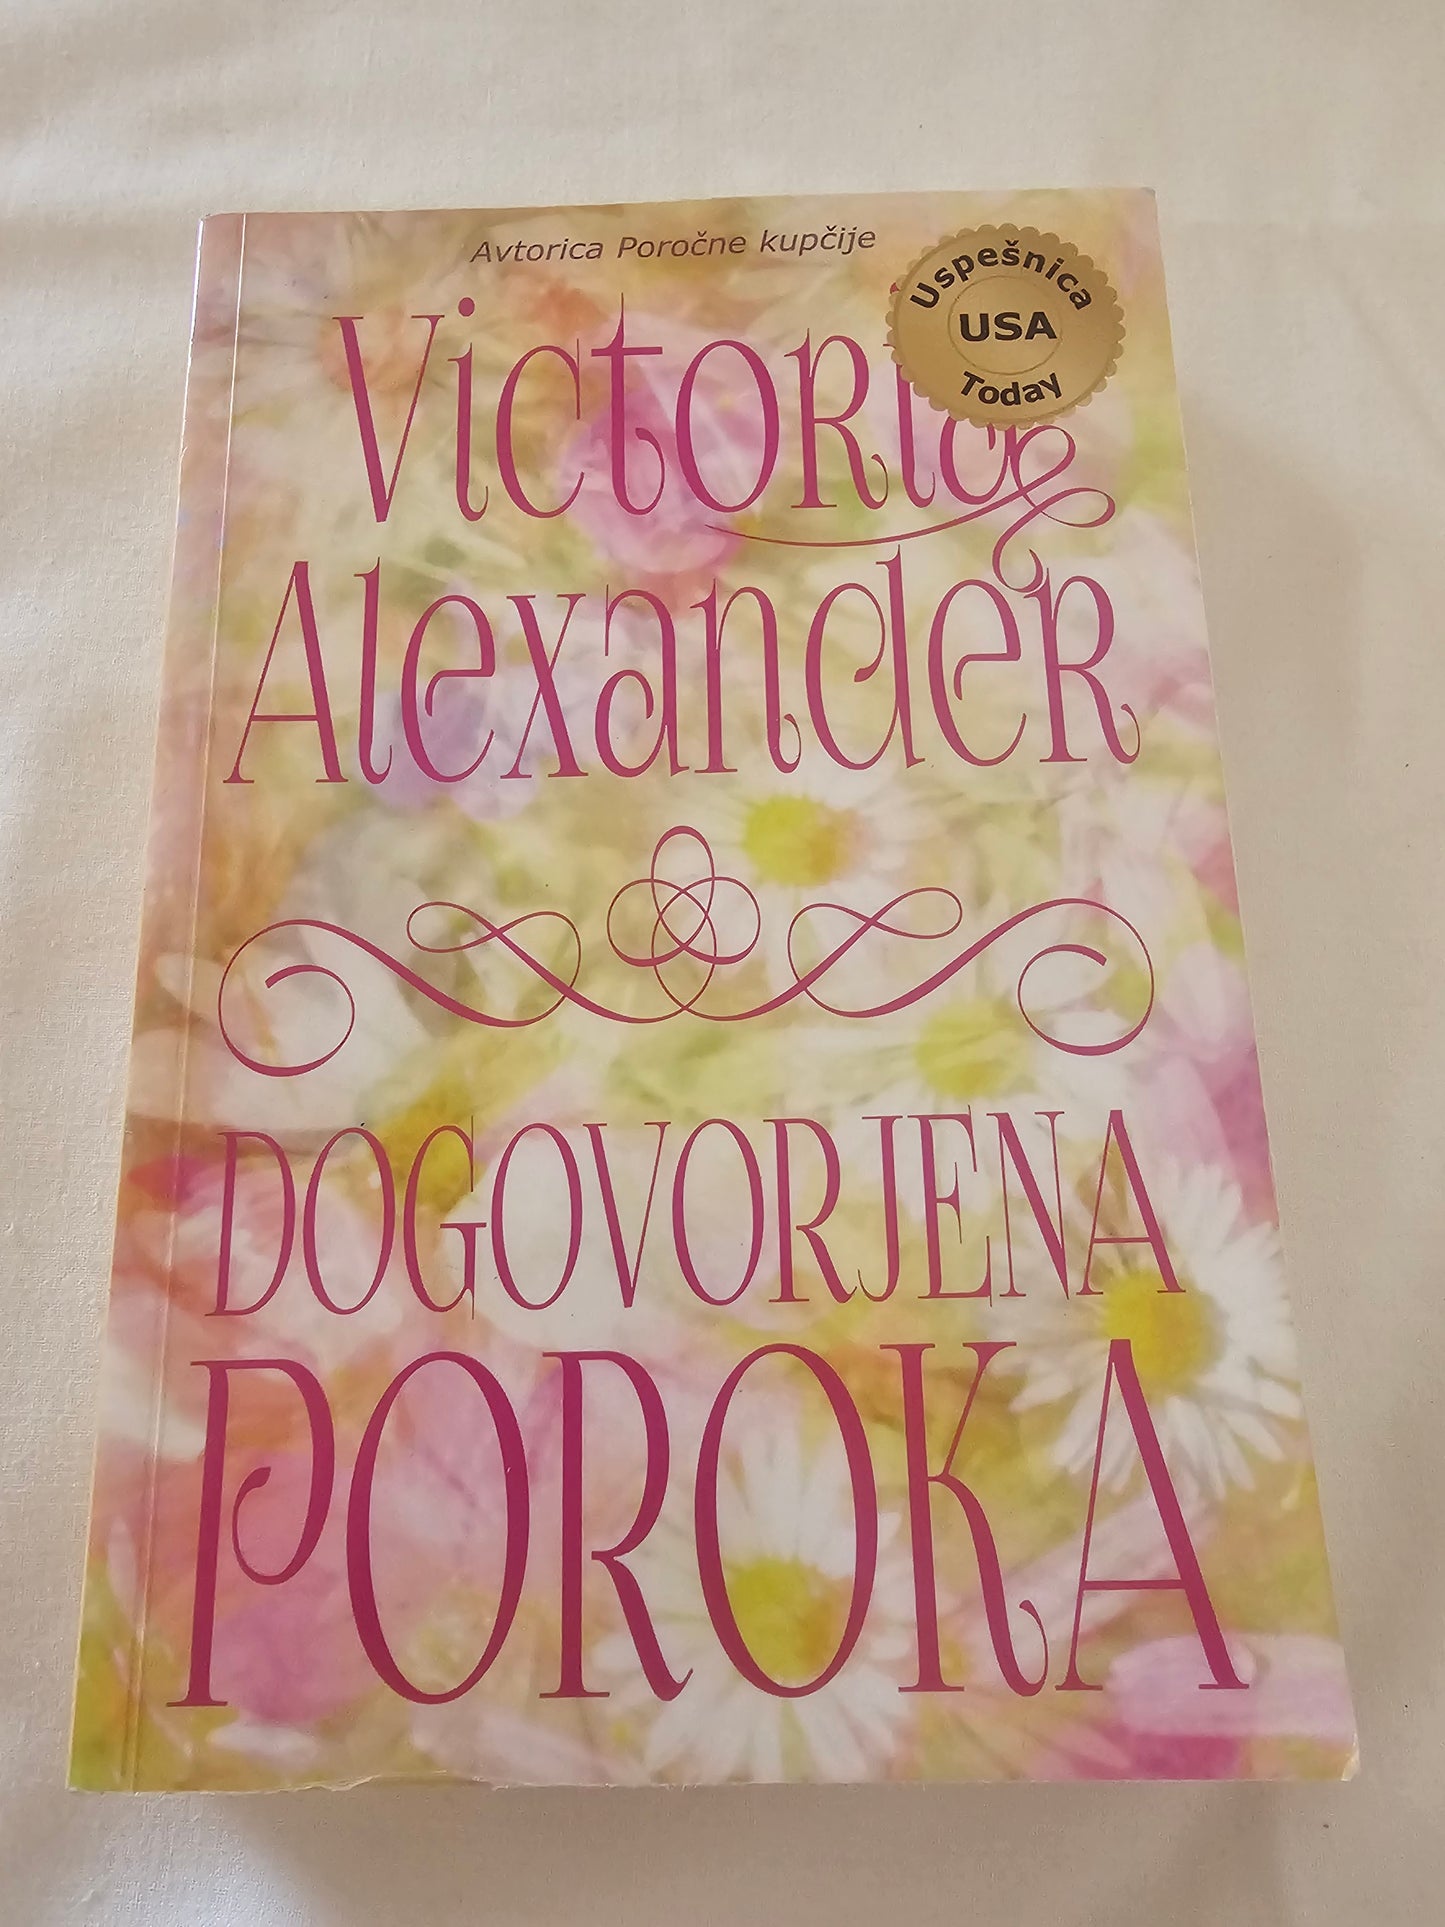 Avtorica Poročne kupčije
Uspešnica
USA
Today
Victoria
Alexander
DOGOVORJENA
POROKA